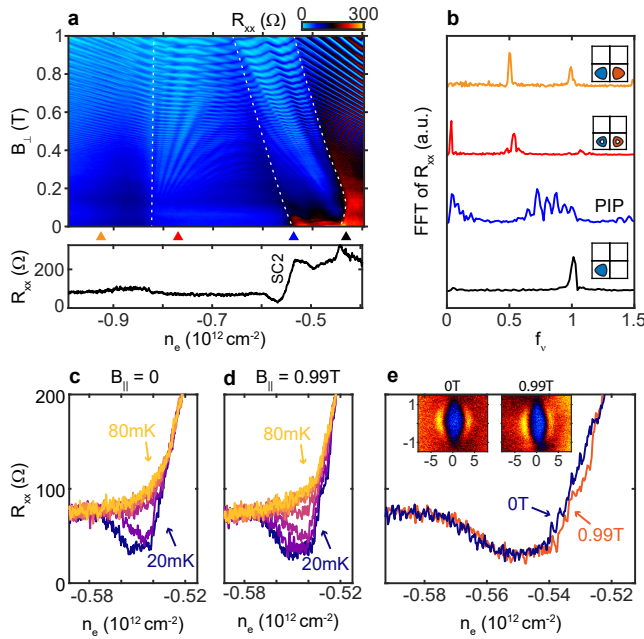 a
R_xx (Ω)
0 300
B_⊥ (T)
1
0.8
0.6
0.4
0.2
0
R_xx (Ω)
200
0
SC2
-0.9 -0.7 -0.5
n_e (10^12 cm^-2)
b
FFT of R_xx (a.u.)
PIP
0 0.5 1 1.5
f_ν
c B_|| = 0
R_xx (Ω)
200
100
0
80mK
20mK
-0.58 -0.52
n_e (10^12 cm^-2)
d B_|| = 0.99T
80mK
20mK
-0.58 -0.52
n_e (10^12 cm^-2)
e
0T 0.99T
1
-1
-5 0 5 -5 0 5
0T
0.99T
-0.58 -0.56 -0.54 -0.52
n_e (10^12 cm^-2)